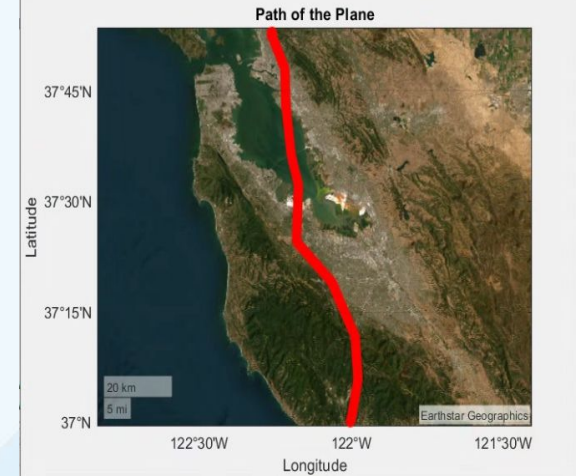 Path of the Plane
Latitude
37°45'N
37°30'N
37°15'N
37°N
20 km
5 mi
Earthstar Geographics
122°30'W
122°W
121°30'W
Longitude